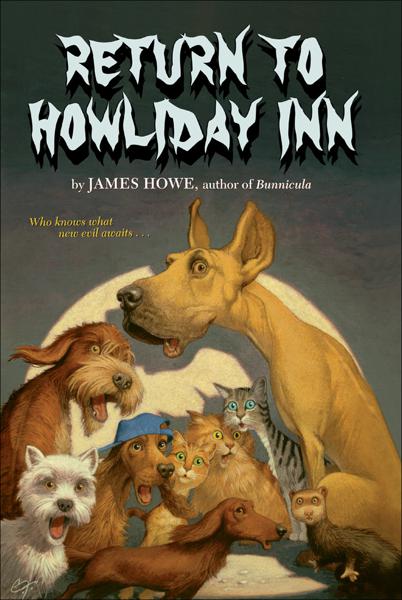 RETURN TO
HOWLIDAY INN
by JAMES HOWE, author of Bunnicula
Who knows what
new evil awaits . . .